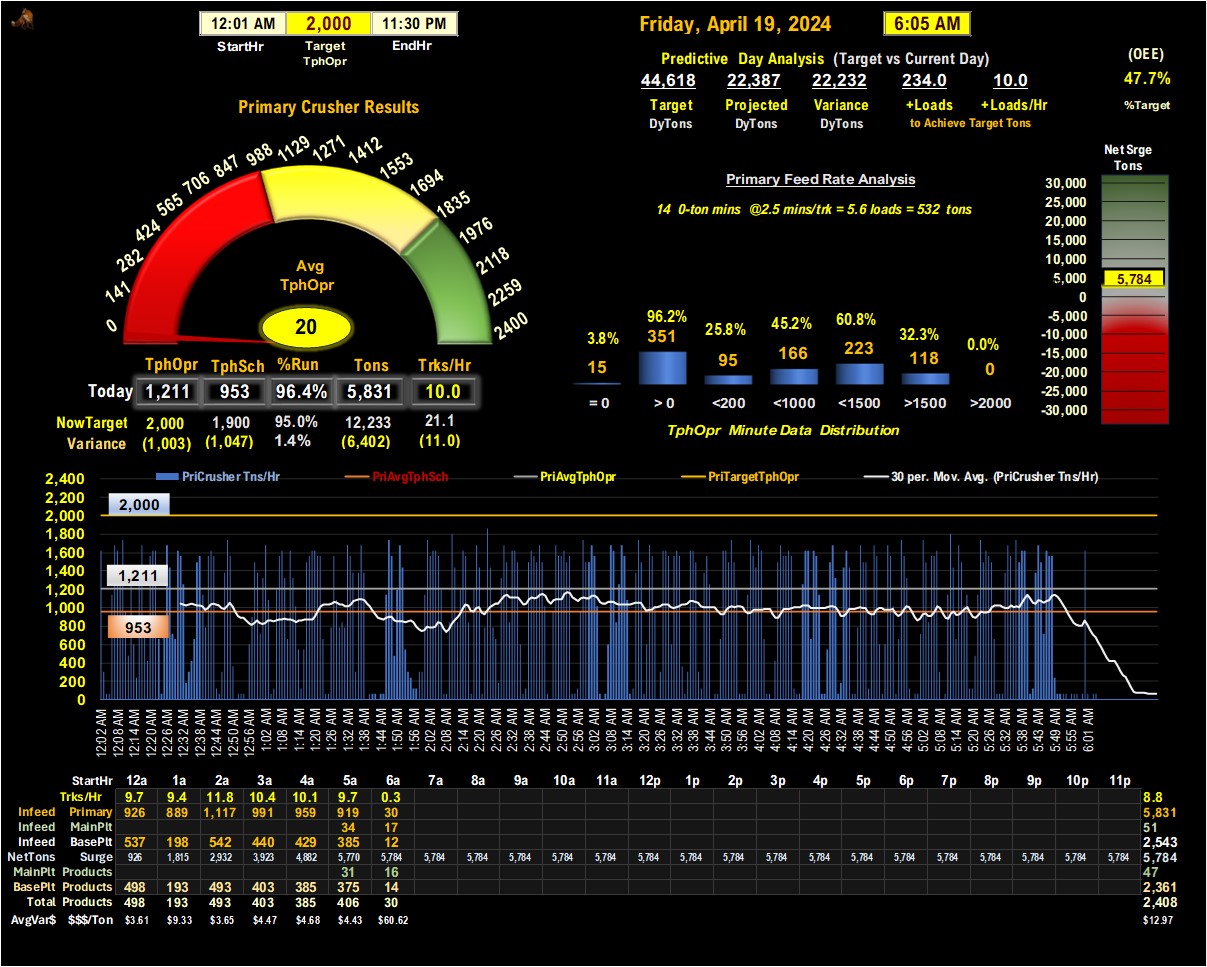 12:01 AM 2,000 11:30 PM
StartHr Target TphOpr EndHr
Friday, April 19, 2024 6:05 AM
Predictive Day Analysis (Target vs Current Day)
44,618 22,387 22,232 234.0 10.0
Target Projected Variance +Loads +Loads/Hr
DyTons DyTons DyTons to Achieve Target Tons
(OEE)
47.7%
%Target
Primary Crusher Results
0 141 282 424 565 706 847 988 1129 1271 1412 1553 1694 1835 1976 2118 2259 2400
Avg
TphOpr
20
TphOpr TphSch %Run Tons Trks/Hr
Today 1,211 953 96.4% 5,831 10.0
NowTarget 2,000 1,900 95.0% 12,233 21.1
Variance (1,003) (1,047) 1.4% (6,402) (11.0)
Primary Feed Rate Analysis
14 0-ton mins @2.5 mins/trk = 5.6 loads = 532 tons
3.8% 96.2% 25.8% 45.2% 60.8% 32.3% 0.0%
15 351 95 166 223 118 0
= 0 > 0 <200 <1000 <1500 >1500 >2000
TphOpr Minute Data Distribution
Net Srge
Tons
30,000
25,000
20,000
15,000
10,000
5,000
0
-5,000
-10,000
-15,000
-20,000
-25,000
-30,000
5,784
PriCrusher Tns/Hr PriAvgTphSch PriAvgTphOpr PriTargetTphOpr 30 per. Mov. Avg. (PriCrusher Tns/Hr)
2,400
2,200
2,000
1,800
1,600
1,400
1,200
1,000
800
600
400
200
0
2,000
1,211
953
12:02 AM 12:08 AM 12:14 AM 12:20 AM 12:26 AM 12:32 AM 12:38 AM 12:44 AM 12:50 AM 12:56 AM 1:02 AM 1:08 AM 1:14 AM 1:20 AM 1:26 AM 1:32 AM 1:38 AM 1:44 AM 1:50 AM 1:56 AM 2:02 AM 2:08 AM 2:14 AM 2:20 AM 2:26 AM 2:32 AM 2:38 AM 2:44 AM 2:50 AM 2:56 AM 3:02 AM 3:08 AM 3:14 AM 3:20 AM 3:26 AM 3:32 AM 3:38 AM 3:44 AM 3:50 AM 3:56 AM 4:02 AM 4:08 AM 4:14 AM 4:20 AM 4:26 AM 4:32 AM 4:38 AM 4:44 AM 4:50 AM 4:56 AM 5:02 AM 5:08 AM 5:14 AM 5:20 AM 5:26 AM 5:32 AM 5:38 AM 5:43 AM 5:49 AM 5:55 AM 6:01 AM
StartHr 12a 1a 2a 3a 4a 5a 6a 7a 8a 9a 10a 11a 12p 1p 2p 3p 4p 5p 6p 7p 8p 9p 10p 11p
Trks/Hr 9.7 9.4 11.8 10.4 10.1 9.7 0.3 8.8
Infeed Primary 926 889 1,117 991 959 919 30 5,831
Infeed MainPlt 34 17 51
Infeed BasePlt 537 198 542 440 429 385 12 2,543
NetTons Surge 926 1,815 2,932 3,923 4,882 5,770 5,784 5,784 5,784 5,784 5,784 5,784 5,784 5,784 5,784 5,784 5,784 5,784 5,784 5,784 5,784 5,784 5,784 5,784 5,784
MainPlt Products 31 16 47
BasePlt Products 498 193 493 403 385 375 14 2,361
Total Products 498 193 493 403 385 406 30 2,408
AvgVar$ $$$/Ton $3.61 $9.33 $3.65 $4.47 $4.68 $4.43 $60.62 $12.97